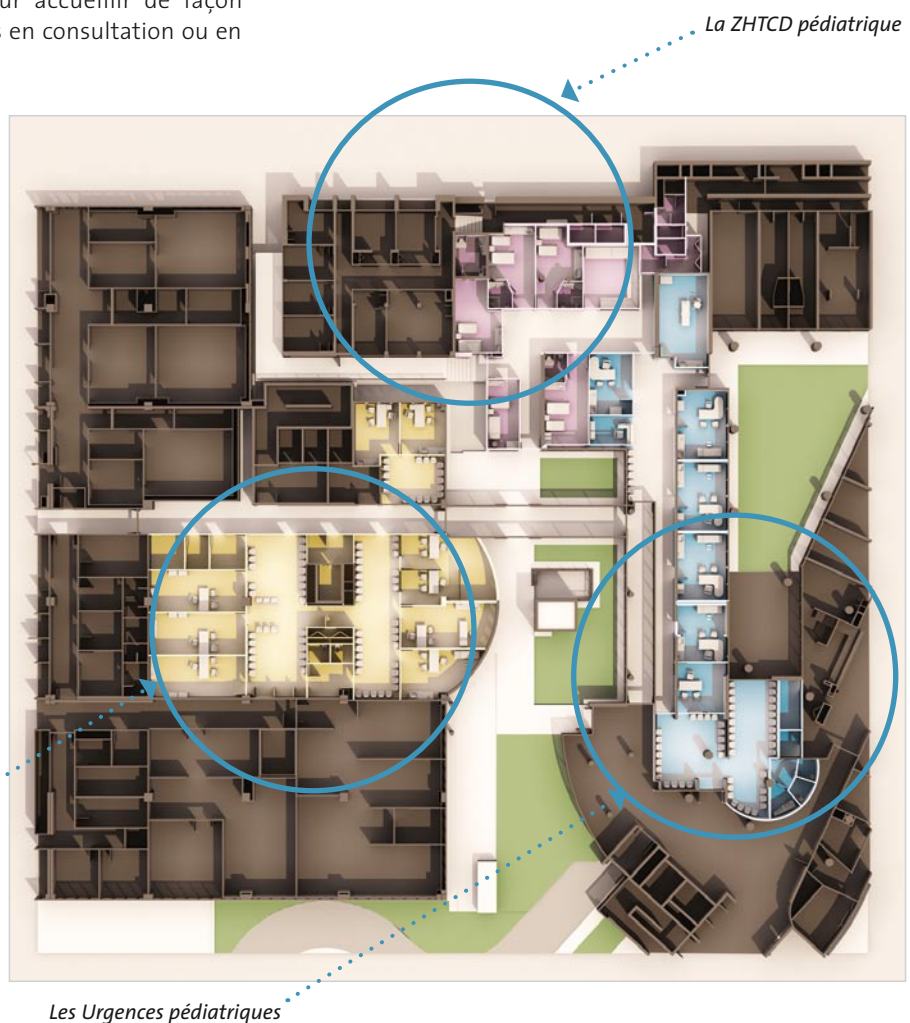 ur accueillir de façon
s en consultation ou en
La ZHTCD pédiatrique
Les Urgences pédiatriques